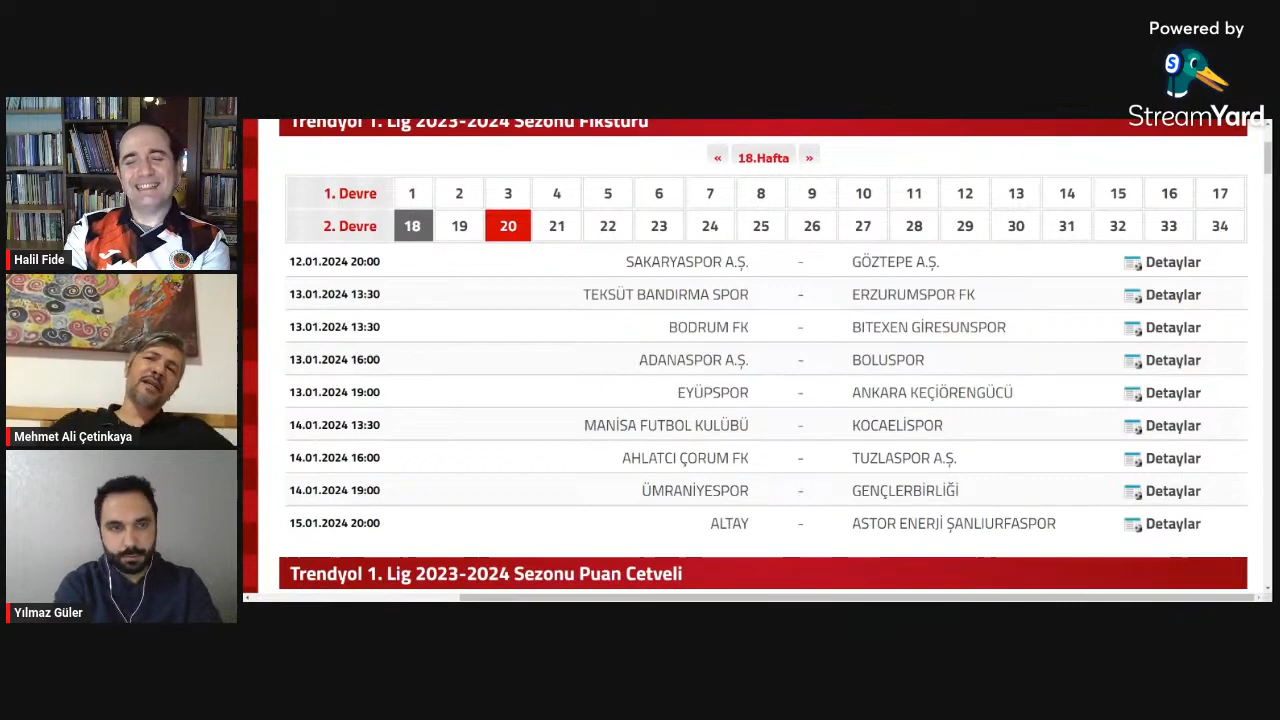 Powered by
StreamYard
Trendyol 1. Lig 2023-2024 Sezonu Fikstürü
« 18.Hafta »
1. Devre 1 2 3 4 5 6 7 8 9 10 11 12 13 14 15 16 17
2. Devre 18 19 20 21 22 23 24 25 26 27 28 29 30 31 32 33 34
12.01.2024 20:00 SAKARYASPOR A.Ş. - GÖZTEPE A.Ş. Detaylar
13.01.2024 13:30 TEKSÜT BANDIRMA SPOR - ERZURUMSPOR FK Detaylar
13.01.2024 13:30 BODRUM FK - BITEXEN GİRESUNSPOR Detaylar
13.01.2024 16:00 ADANASPOR A.Ş. - BOLUSPOR Detaylar
13.01.2024 19:00 EYÜPSPOR - ANKARA KEÇİÖRENGÜCÜ Detaylar
14.01.2024 13:30 MANİSA FUTBOL KULÜBÜ - KOCAELİSPOR Detaylar
14.01.2024 16:00 AHLATCI ÇORUM FK - TUZLASPOR A.Ş. Detaylar
14.01.2024 19:00 ÜMRANİYESPOR - GENÇLERBİRLİĞİ Detaylar
15.01.2024 20:00 ALTAY - ASTOR ENERJİ ŞANLIURFASPOR Detaylar
Trendyol 1. Lig 2023-2024 Sezonu Puan Cetveli
Halil Fide
Mehmet Ali Çetinkaya
Yılmaz Güler